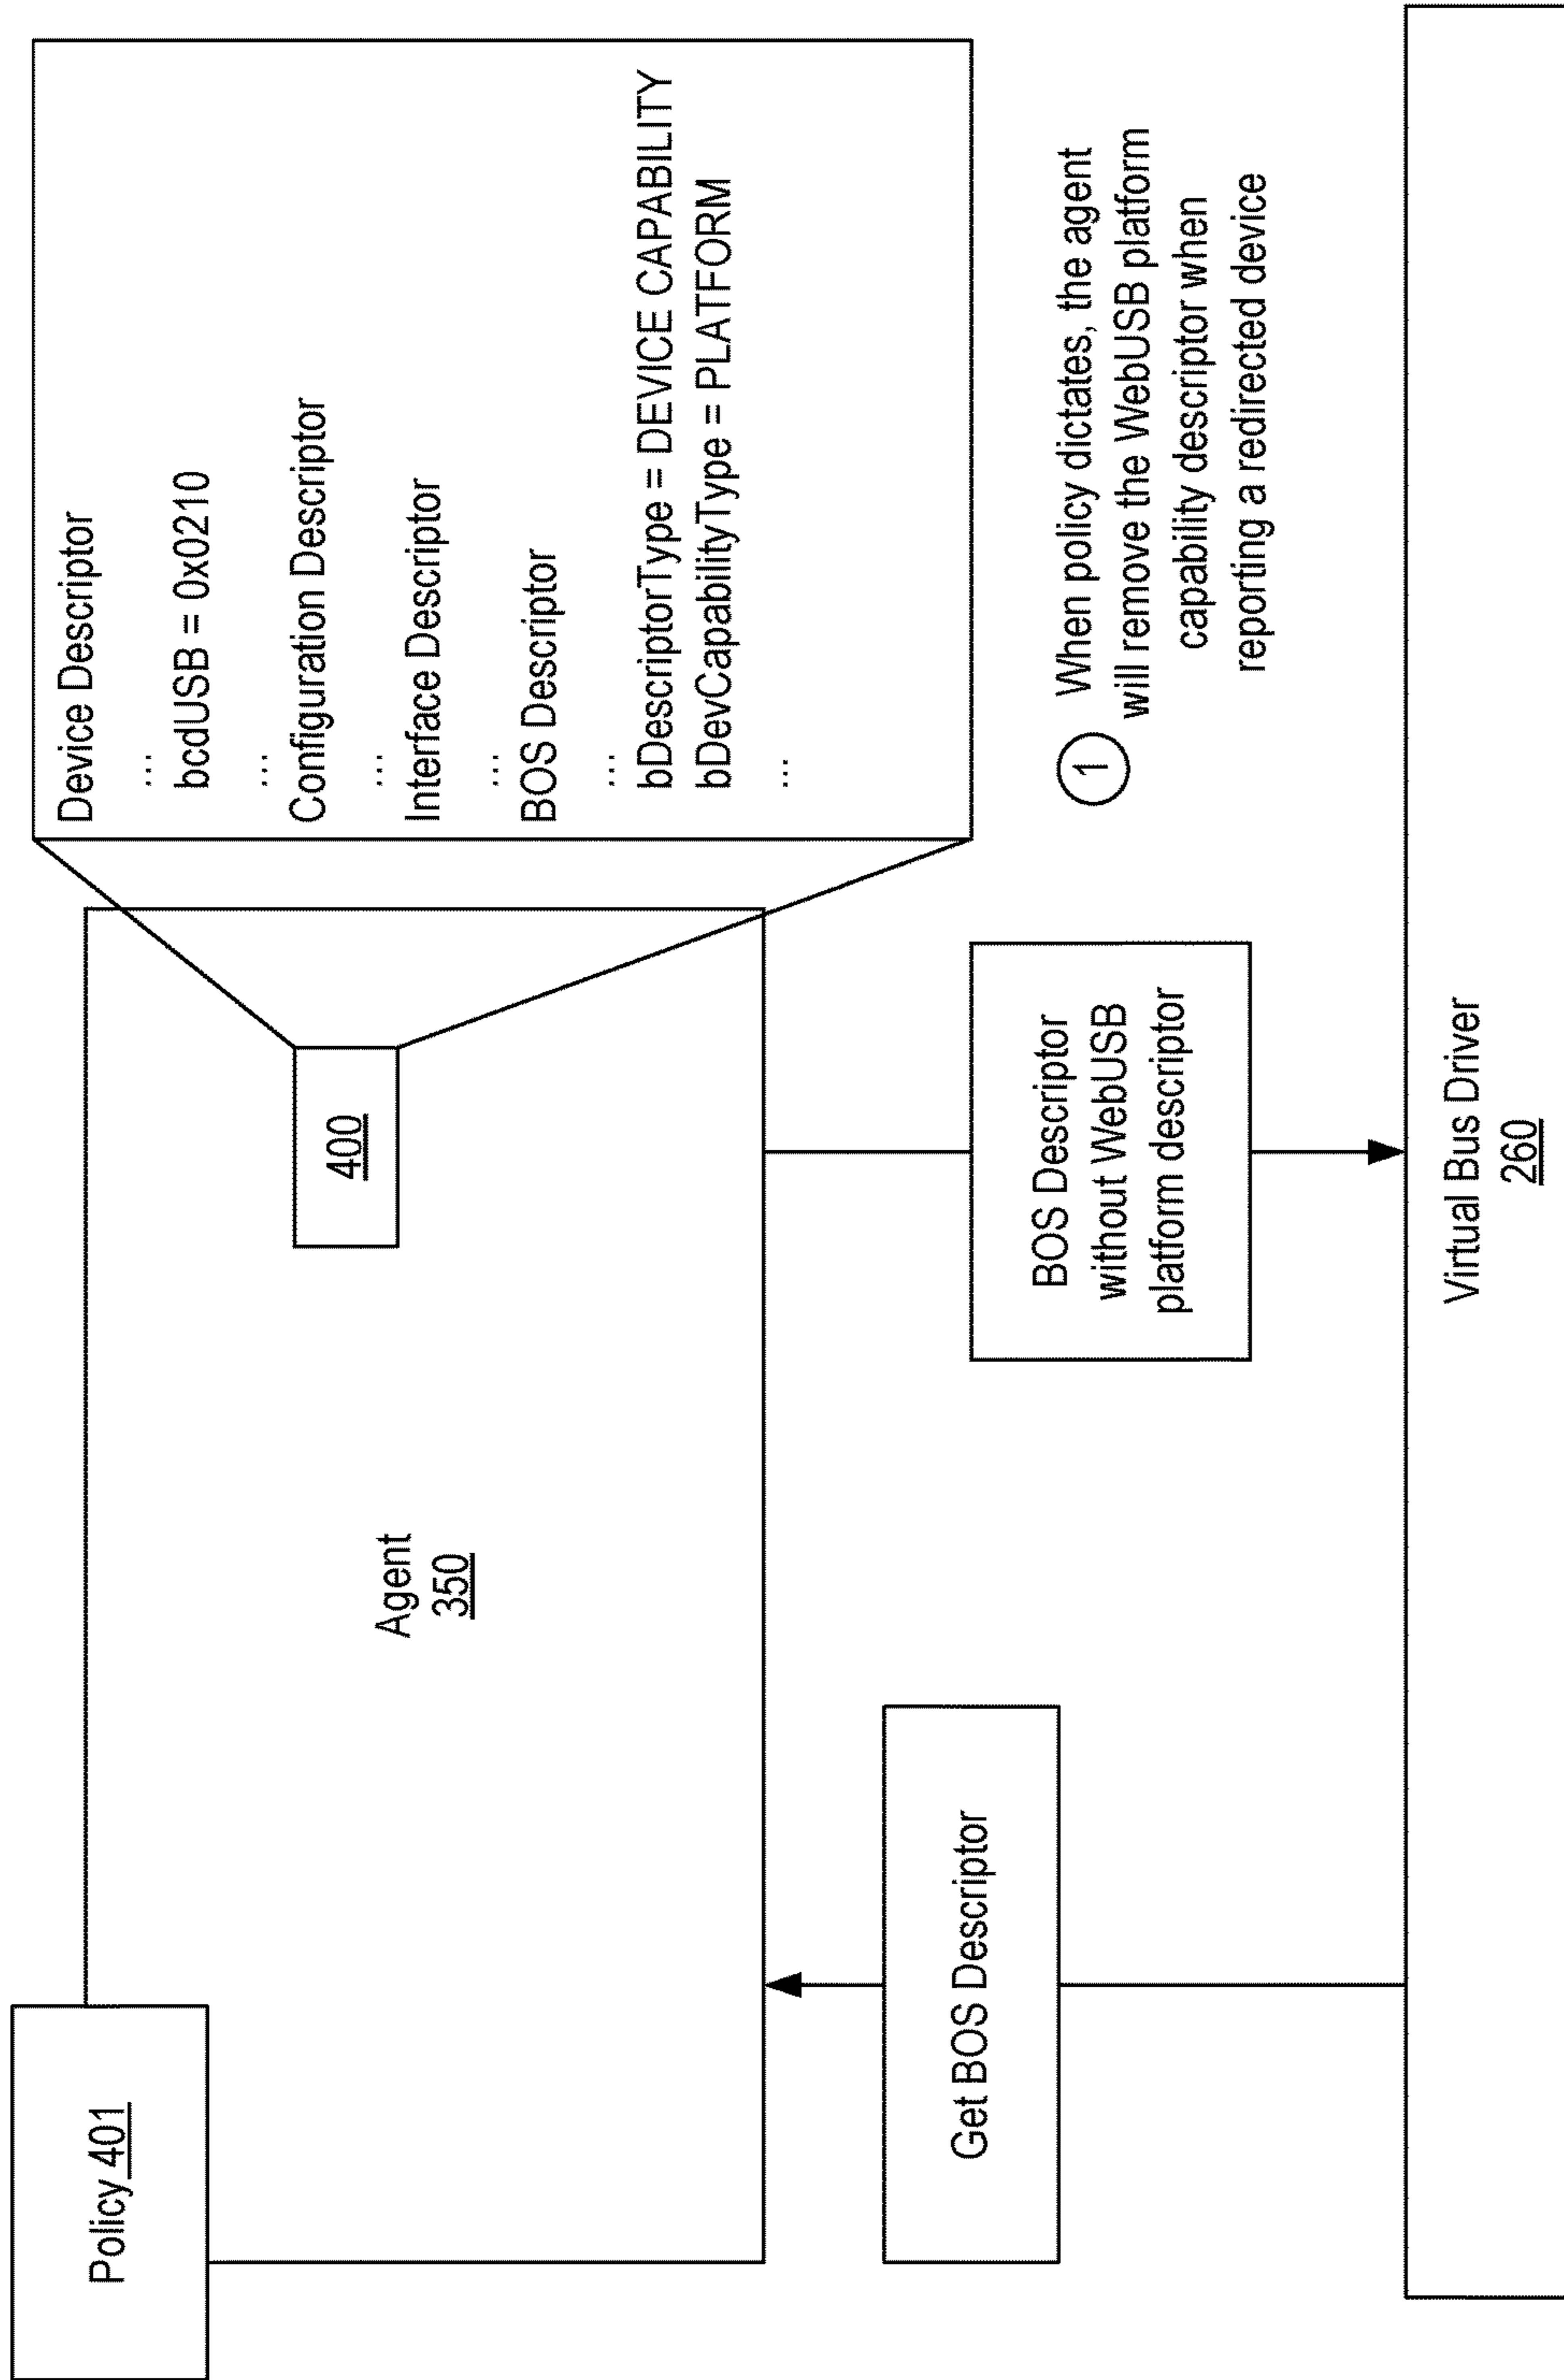 Policy 401
Agent
350
400
Device Descriptor
...
bcdUSB = 0x0210
...
Configuration Descriptor
...
Interface Descriptor
...
BOS Descriptor
...
bDescriptorType = DEVICE CAPABILITY
bDevCapabilityType = PLATFORM
...
Get BOS Descriptor
BOS Descriptor
without WebUSB
platform descriptor
1 When policy dictates, the agent
will remove the WebUSB platform
capability descriptor when
reporting a redirected device
Virtual Bus Driver
260